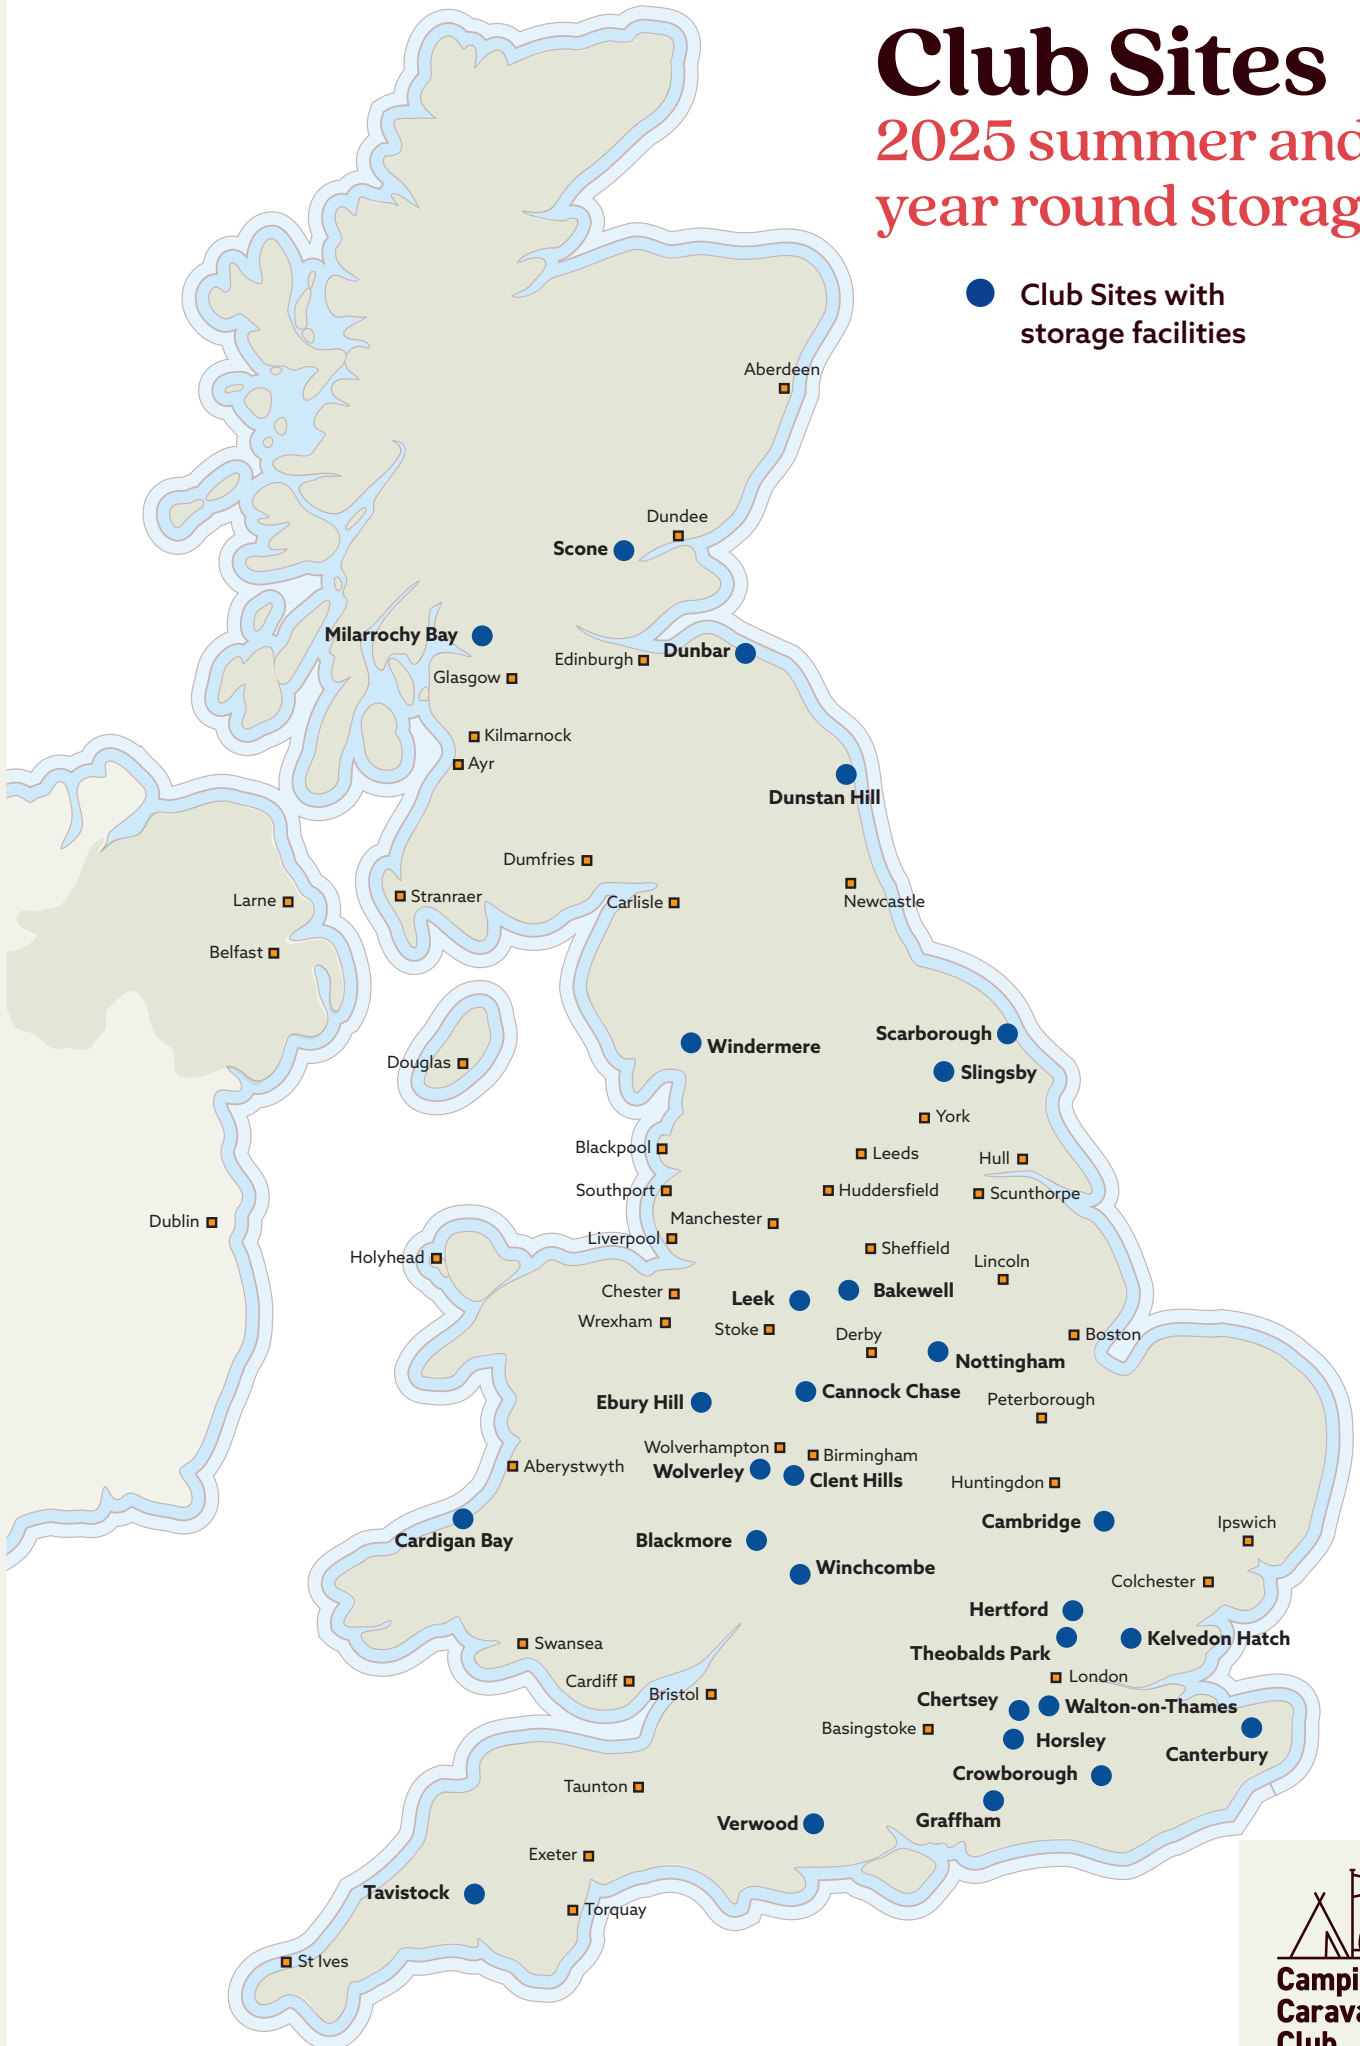 Club Sites
2025 summer and
year round storag
Club Sites with
storage facilities
Aberdeen
Dundee
Scone
Milarrochy Bay
Edinburgh
Dunbar
Glasgow
Kilmarnock
Ayr
Dunstan Hill
Dumfries
Larne
Stranraer
Carlisle
Newcastle
Belfast
Scarborough
Windermere
Douglas
Slingsby
York
Blackpool
Leeds
Hull
Southport
Huddersfield
Scunthorpe
Dublin
Manchester
Liverpool
Holyhead
Sheffield
Lincoln
Chester
Leek
Bakewell
Wrexham
Stoke
Derby
Boston
Nottingham
Ebury Hill
Cannock Chase
Peterborough
Wolverhampton
Birmingham
Aberystwyth
Wolverley
Clent Hills
Huntingdon
Cardigan Bay
Blackmore
Cambridge
Ipswich
Winchcombe
Colchester
Hertford
Swansea
Theobalds Park
Kelvedon Hatch
Cardiff
Bristol
London
Chertsey
Walton-on-Thames
Basingstoke
Horsley
Canterbury
Taunton
Crowborough
Verwood
Graffham
Exeter
Tavistock
Torquay
St Ives
Campi
Carava
Club